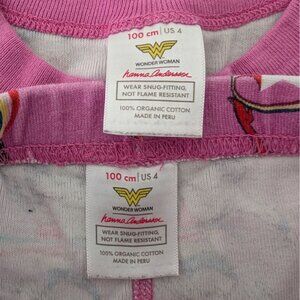 100 cm | US 4
WONDER WOMAN
hanna andersson
WEAR SNUG-FITTING,
NOT FLAME RESISTANT
100% ORGANIC COTTON
MADE IN PERU
100 cm | US 4
WONDER WOMAN
hanna andersson
WEAR SNUG-FITTING,
NOT FLAME RESISTANT
100% ORGANIC COTTON
MADE IN PERU